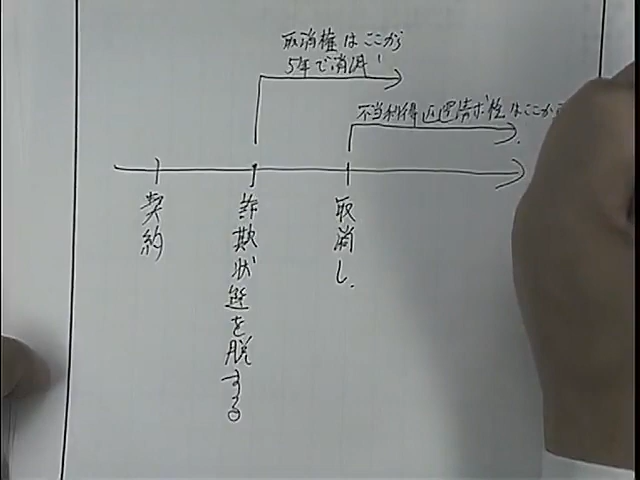 取消権はここから
5年で消滅!
不当利得返還請求権はここから
契約
詐欺状態を脱する
取消し.